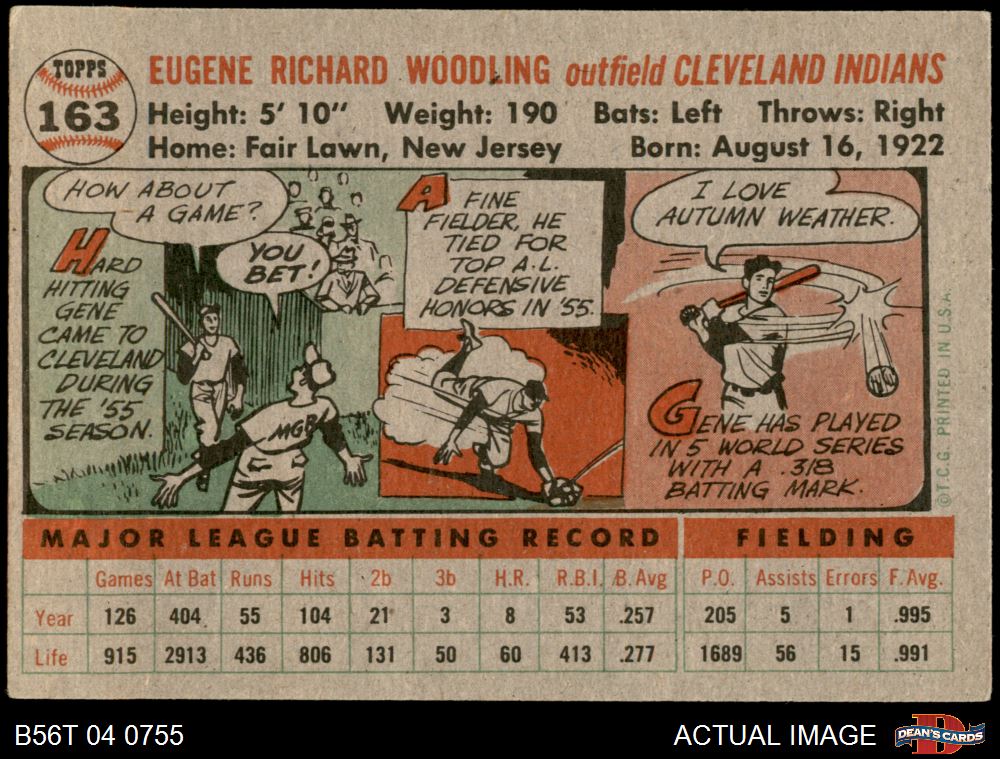 TOPPS
163
EUGENE RICHARD WOODLING outfield CLEVELAND INDIANS
Height: 5' 10" Weight: 190 Bats: Left Throws: Right
Home: Fair Lawn, New Jersey Born: August 16, 1922
HOW ABOUT
A GAME?
YOU
BET!
HARD
HITTING
GENE
CAME TO
CLEVELAND
DURING
THE '55
SEASON.
MGR
A FINE
FIELDER, HE
TIED FOR
TOP A.L.
DEFENSIVE
HONORS IN '55.
I LOVE
AUTUMN WEATHER.
GENE HAS PLAYED
IN 5 WORLD SERIES
WITH A .318
BATTING MARK.
©T.C.G. PRINTED IN U.S.A.
MAJOR LEAGUE BATTING RECORD FIELDING
Games At Bat Runs Hits 2b 3b H.R. R.B.I. B.Avg P.O. Assists Errors F.Avg.
Year 126 404 55 104 21 3 8 53 .257 205 5 1 .995
Life 915 2913 436 806 131 50 60 413 .277 1689 56 15 .991
B56T 04 0755 ACTUAL IMAGE
D
DEAN'S CARDS